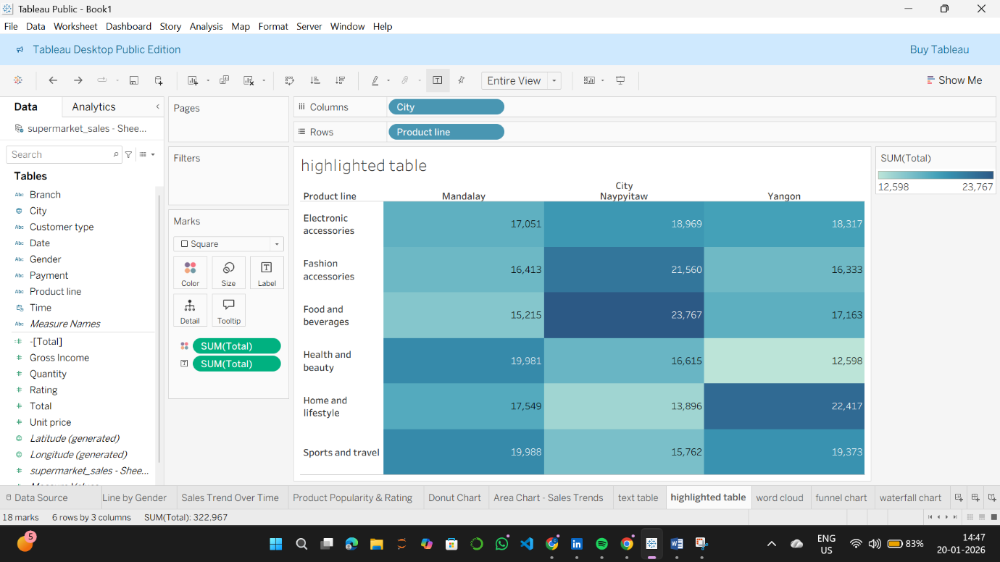 Tableau Public - Book1
File Data Worksheet Dashboard Story Analysis Map Format Server Window Help
Tableau Desktop Public Edition
Buy Tableau
Entire View
Show Me
Data
Analytics
supermarket_sales - Shee...
Search
Tables
Abc Branch
City
Abc Customer type
Abc Date
Abc Gender
Abc Payment
Abc Product line
Time
Abc Measure Names
-[Total]
Gross Income
Quantity
Rating
Total
Unit price
Latitude (generated)
Longitude (generated)
supermarket_sales - Shee...
Pages
Filters
Marks
Square
Color
Size
Label
Detail
Tooltip
SUM(Total)
SUM(Total)
Columns
City
Rows
Product line
highlighted table
City
Product line Mandalay Naypyitaw Yangon
Electronic accessories 17,051 18,969 18,317
Fashion accessories 16,413 21,560 16,333
Food and beverages 15,215 23,767 17,163
Health and beauty 19,981 16,615 12,598
Home and lifestyle 17,549 13,896 22,417
Sports and travel 19,988 15,762 19,373
SUM(Total)
12,598 23,767
Data Source
Line by Gender
Sales Trend Over Time
Product Popularity & Rating
Donut Chart
Area Chart - Sales Trends
text table
highlighted table
word cloud
funnel chart
waterfall chart
18 marks 6 rows by 3 columns SUM(Total): 322,967
5
ENG
US
83%
14:47
20-01-2026